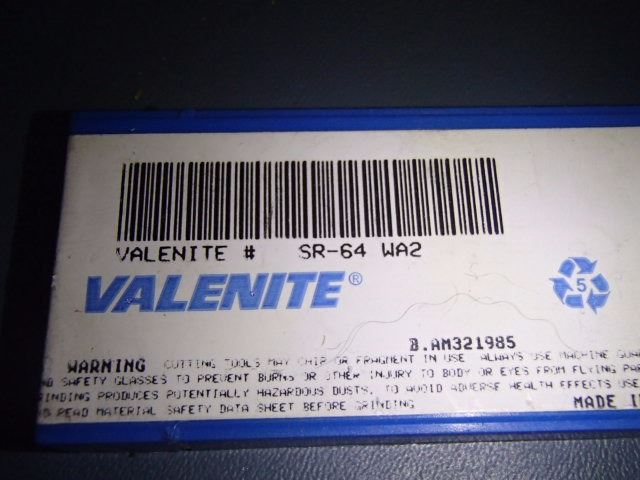 VALENITE # SR-64 WA2
VALENITE®
5
B.AM321985
WARNING CUTTING TOOLS MAY CHIP OR FRAGMENT IN USE ALWAYS USE MACHINE
SAFETY GLASSES TO PREVENT BURNS OR OTHER INJURY TO BODY OR EYES FROM FLYING
PRODUCES POTENTIALLY HAZARDOUS DUSTS. TO AVOID ADVERSE HEALTH EFFECTS USE
READ MATERIAL SAFETY DATA SHEET BEFORE GRINDING
MADE